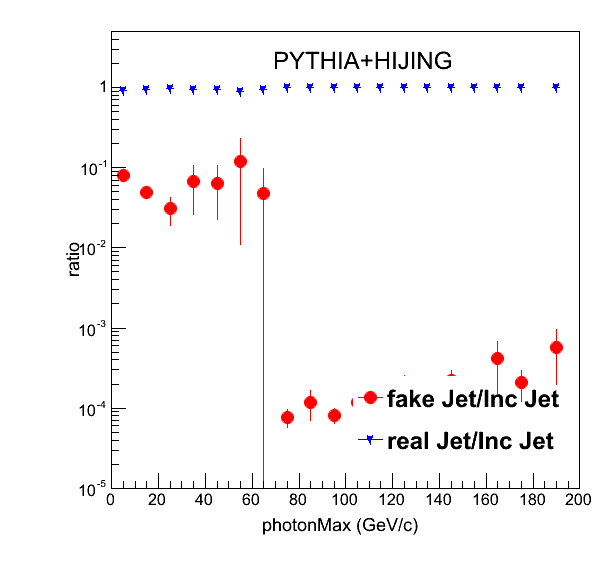 PYTHIA+HIJING
1
10-1
10-2
10-3
10-4
10-5
ratio
fake Jet/Inc Jet
real Jet/Inc Jet
0 20 40 60 80 100 120 140 160 180 200
photonMax (GeV/c)